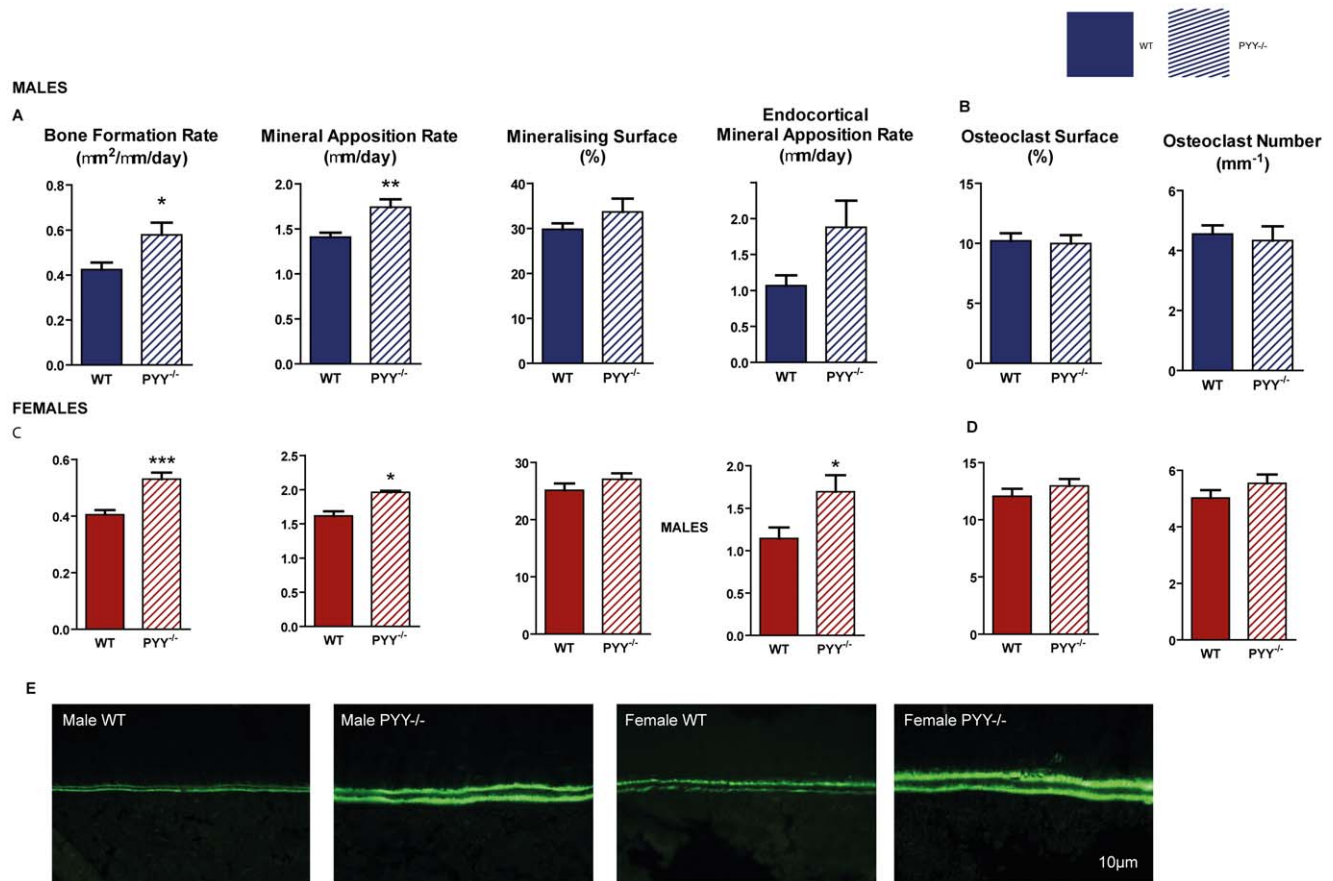 WT
PYY-/-
MALES
A
B
Bone Formation Rate
(mm²/mm/day)
Mineral Apposition Rate
(mm/day)
Mineralising Surface
(%)
Endocortical
Mineral Apposition Rate
(mm/day)
Osteoclast Surface
(%)
Osteoclast Number
(mm⁻¹)
0.8
0.6
0.4
0.2
0.0
*
WT
PYY⁻/⁻
2.0
1.5
1.0
0.5
0.0
**
WT
PYY⁻/⁻
40
30
20
10
0
WT
PYY⁻/⁻
2.0
1.5
1.0
0.5
0.0
WT
PYY⁻/⁻
15
10
5
0
WT
PYY⁻/⁻
6
4
2
0
WT
PYY⁻/⁻
FEMALES
C
D
0.6
0.4
0.2
0.0
***
WT
PYY⁻/⁻
2.5
2.0
1.5
1.0
0.5
0.0
*
WT
PYY⁻/⁻
30
20
10
0
WT
PYY⁻/⁻
MALES
2.0
1.5
1.0
0.5
0.0
*
WT
PYY⁻/⁻
15
10
5
0
WT
PYY⁻/⁻
6
4
2
0
WT
PYY⁻/⁻
E
Male WT
Male PYY-/-
Female WT
Female PYY-/-
10µm